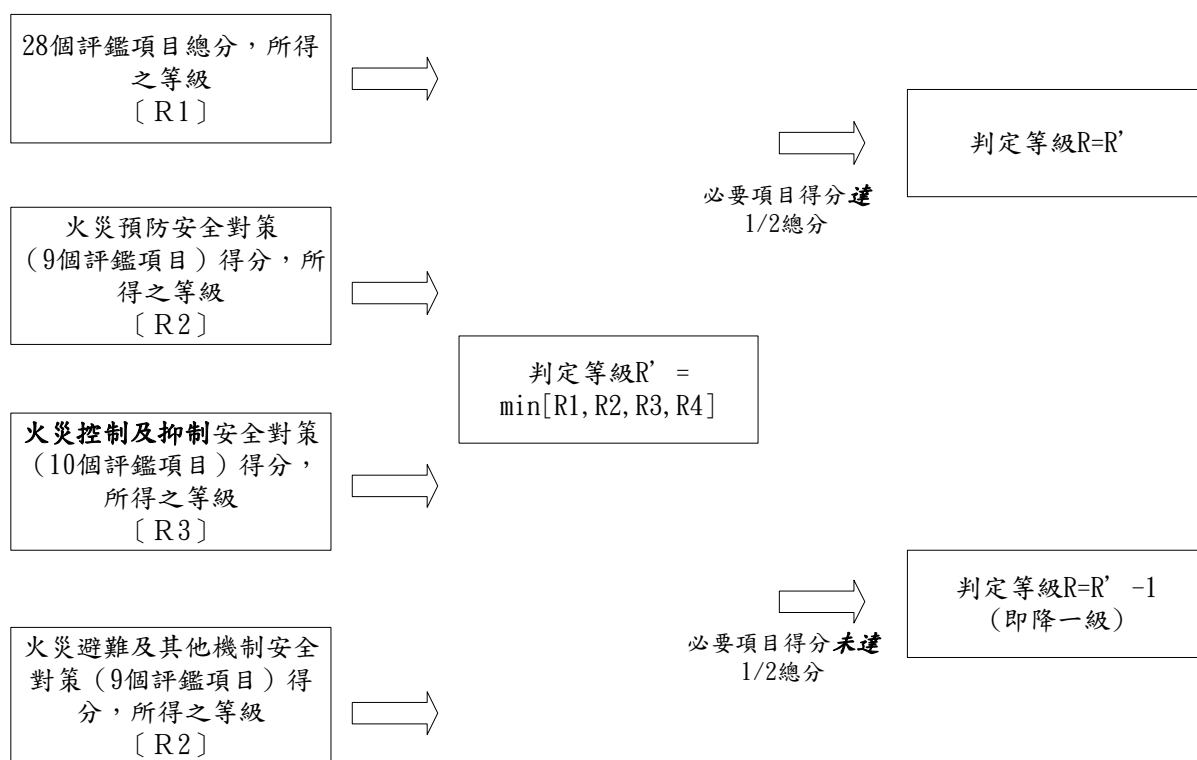 28個評鑑項目總分，所得
之等級
〔R1〕
火災預防安全對策
（9個評鑑項目）得分，所
得之等級
〔R2〕
火災控制及抑制安全對策
（10個評鑑項目）得分，
所得之等級
〔R3〕
火災避難及其他機制安全
對策（9個評鑑項目）得
分，所得之等級
〔R2〕
判定等級R’ =
min[R1,R2,R3,R4]
必要項目得分達
1/2總分
判定等級R=R’
必要項目得分未達
1/2總分
判定等級R=R’ -1
(即降一級)